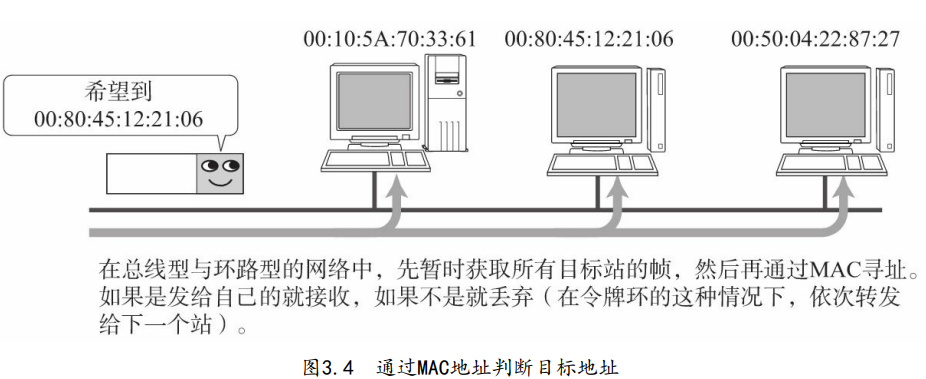 00:10:5A:70:33:61 00:80:45:12:21:06 00:50:04:22:87:27
希望到
00:80:45:12:21:06
在总线型与环路型的网络中，先暂时获取所有目标站的帧，然后再通过MAC寻址。
如果是发给自己的就接收，如果不是就丢弃（在令牌环的这种情况下，依次转发
给下一个站）。
图3.4 通过MAC地址判断目标地址